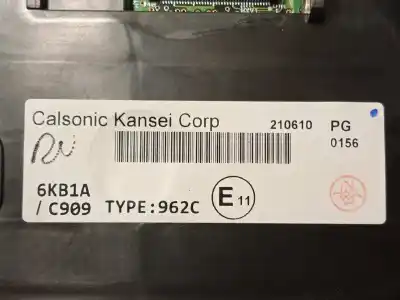 Calsonic Kansei Corp 210610 PG
0156
6KB1A
/ C909 TYPE:962C E11